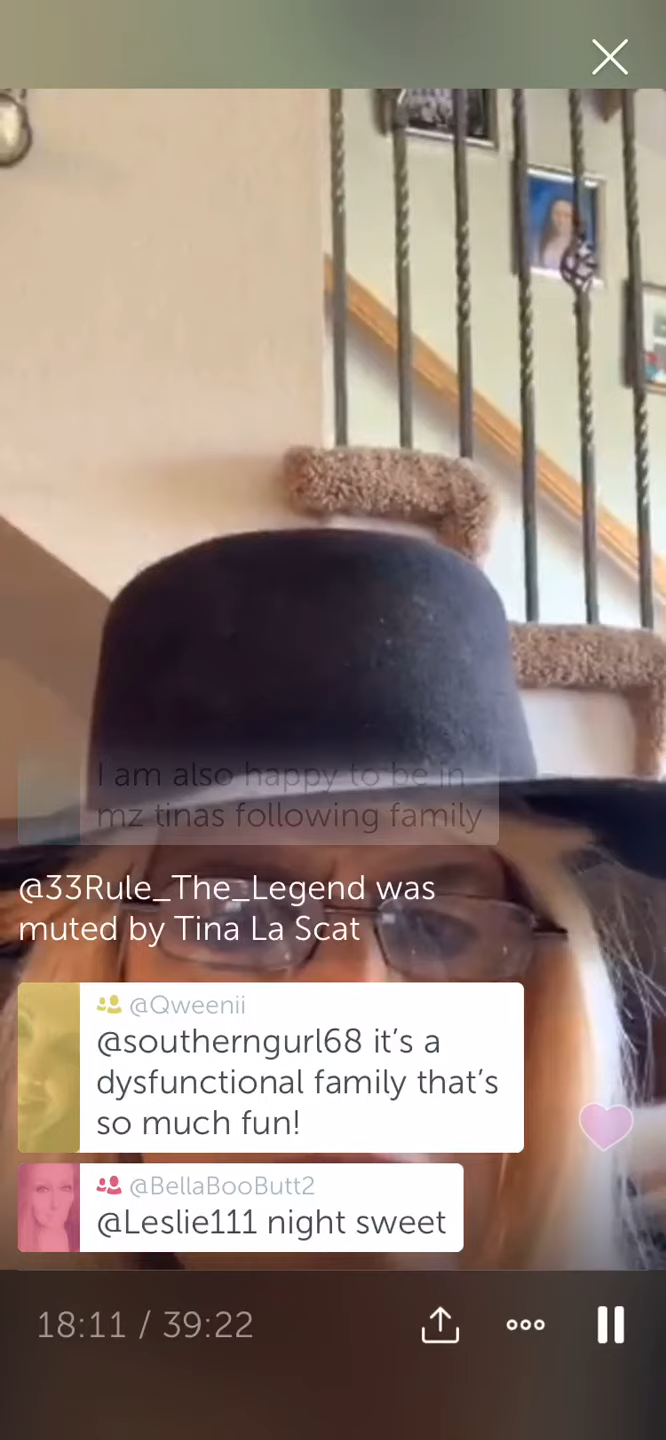 I am also happy to be in
mz tinas following family
@33Rule_The_Legend was
muted by Tina La Scat
@Qweenii
@southerngurl68 it’s a
dysfunctional family that’s
so much fun!
@BellaBooButt2
@Leslie111 night sweet
18:11 / 39:22